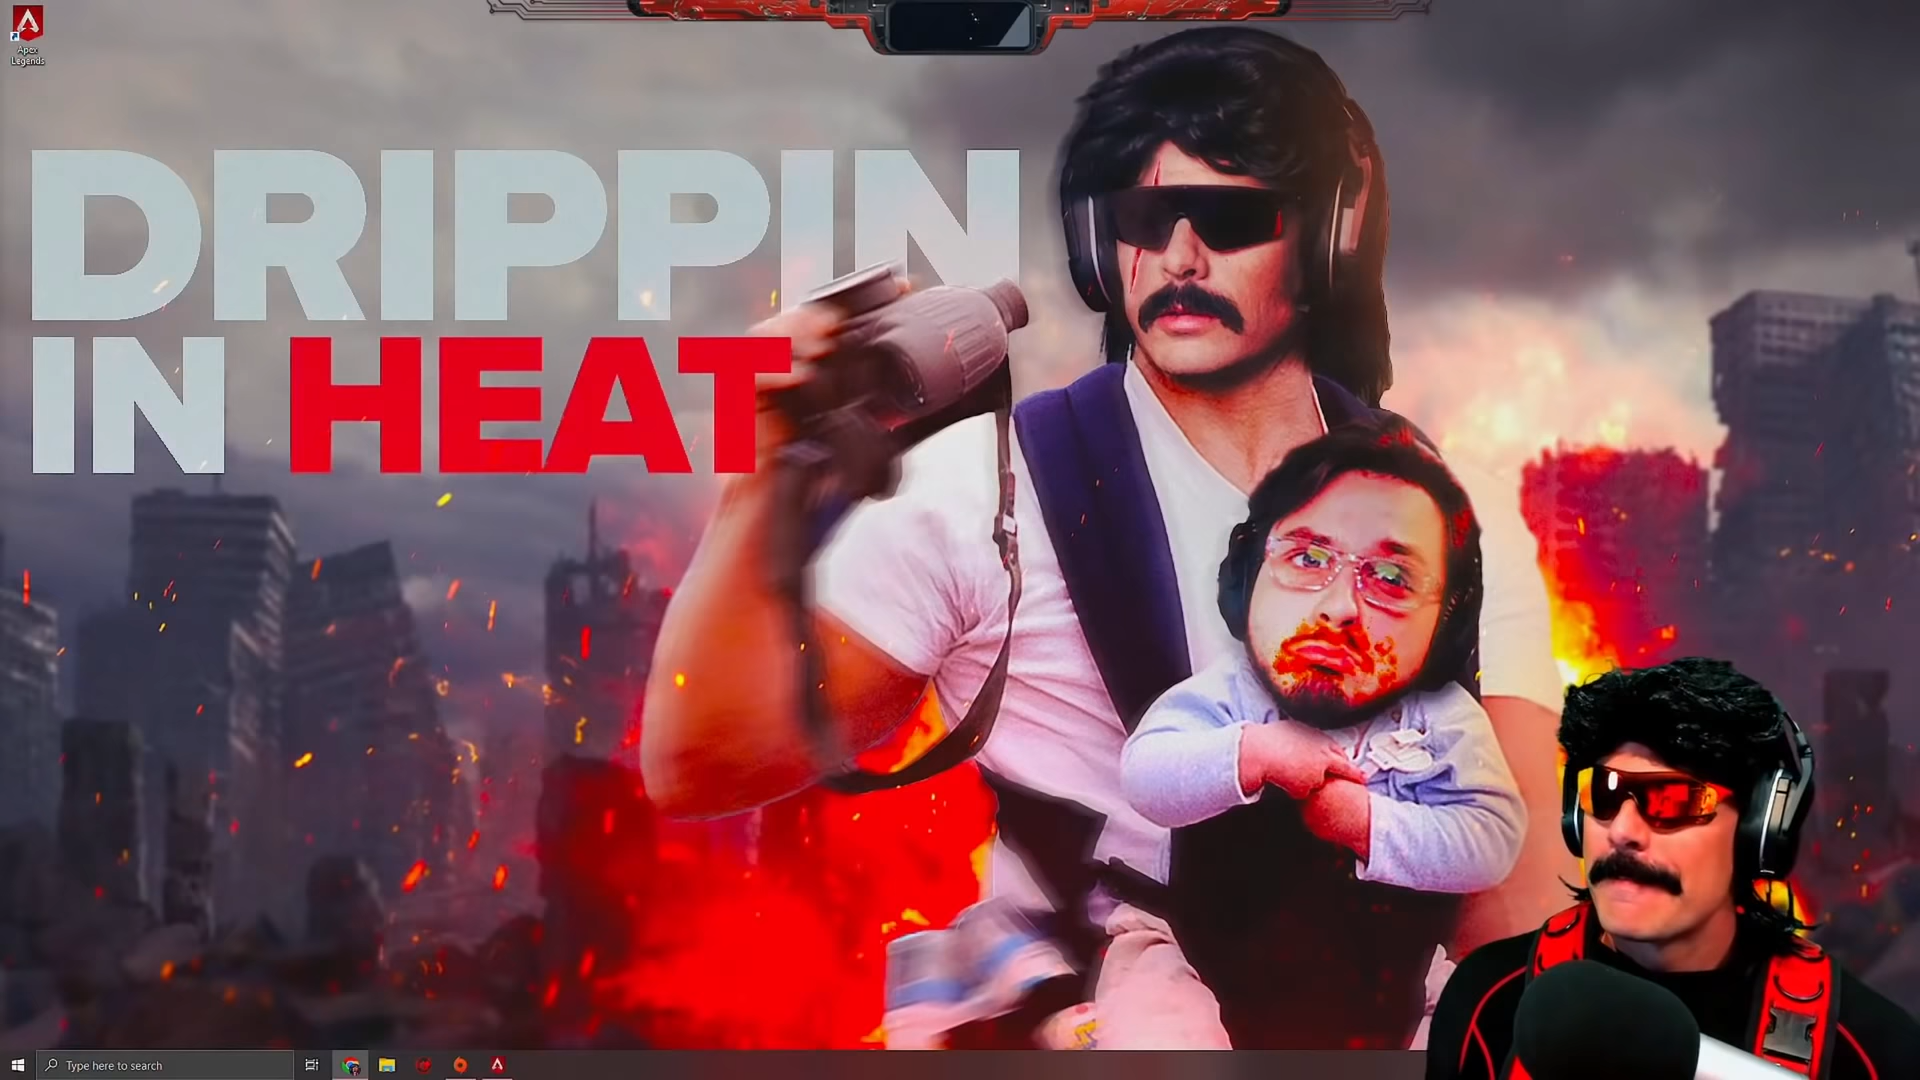 Apex
Legends
DRIPPIN
IN HEAT
Type here to search